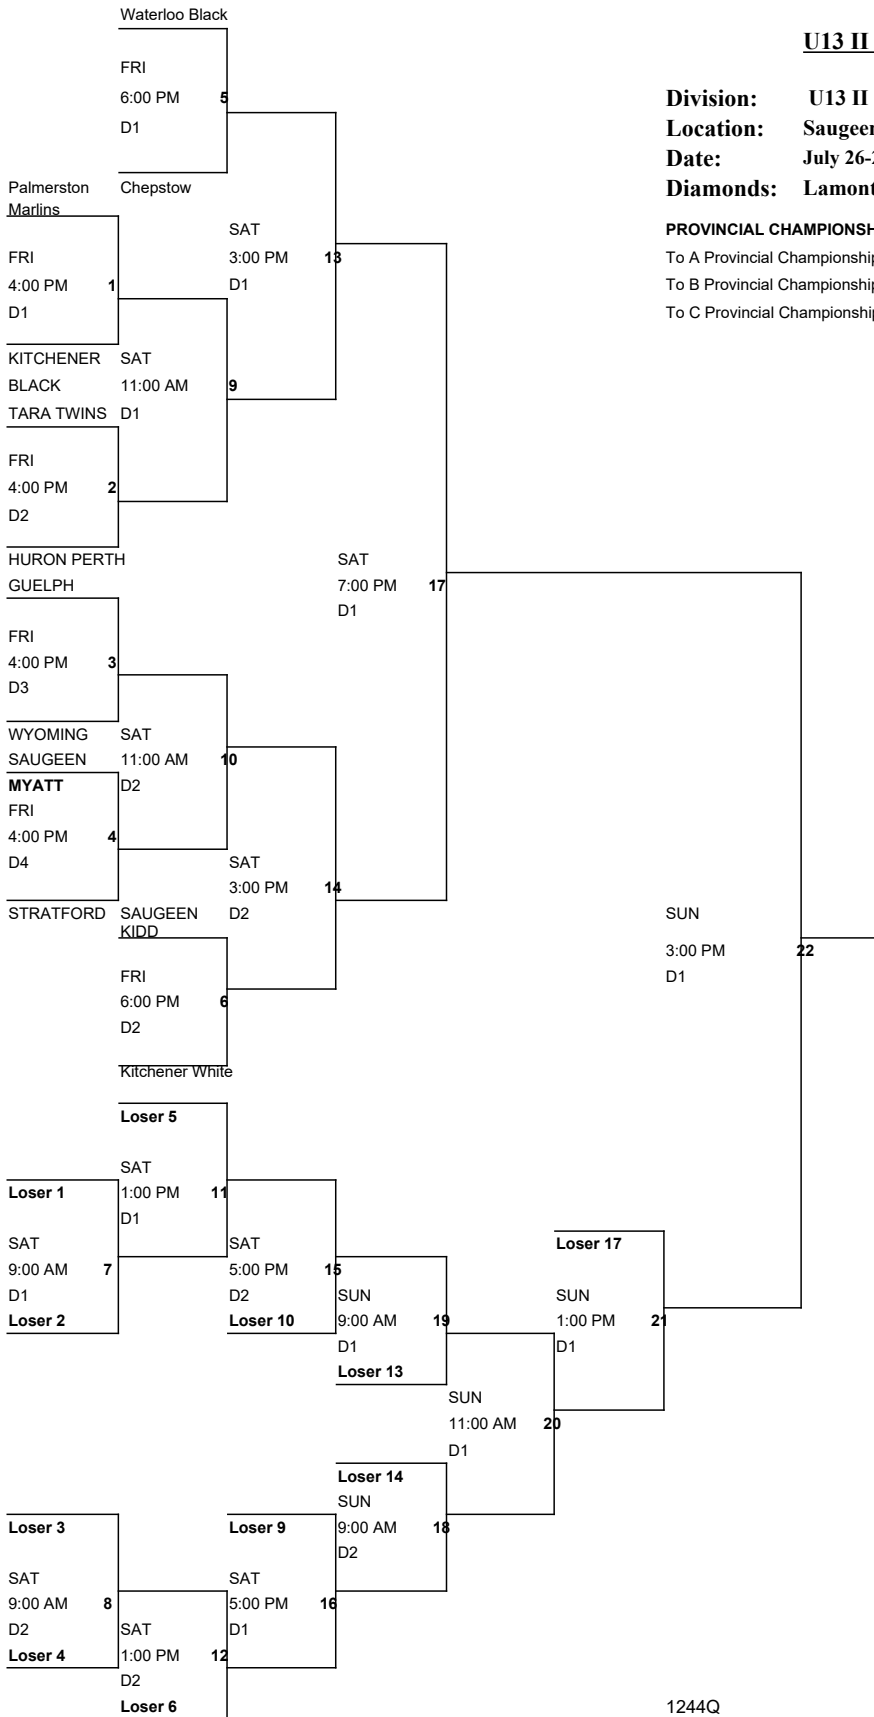 Waterloo Black
U13 II
FRI
6:00 PM 5
D1
Division: U13 II
Location: Saugeen
Date: July 26-2
Diamonds: Lamont
Palmerston Marlins
Chepstow
PROVINCIAL CHAMPIONSH
To A Provincial Championship
To B Provincial Championship
To C Provincial Championship
SAT
3:00 PM 13
D1
FRI
4:00 PM 1
D1
KITCHENER
BLACK
SAT
11:00 AM 9
D1
TARA TWINS
FRI
4:00 PM 2
D2
HURON PERTH
GUELPH
SAT
7:00 PM 17
D1
FRI
4:00 PM 3
D3
WYOMING
SAUGEEN
MYATT
SAT
11:00 AM 10
D2
FRI
4:00 PM 4
D4
SAT
3:00 PM 14
D2
STRATFORD
SAUGEEN
KIDD
SUN
3:00 PM 22
D1
FRI
6:00 PM 6
D2
Kitchener White
Loser 5
SAT
1:00 PM 11
D1
Loser 1
SAT
9:00 AM 7
D1
Loser 2
SAT
5:00 PM 15
D2
Loser 10
SUN
9:00 AM 19
D1
Loser 13
Loser 17
SUN
1:00 PM 21
D1
SUN
11:00 AM 20
D1
Loser 14
SUN
9:00 AM 18
D2
Loser 3
Loser 9
SAT
9:00 AM 8
D2
Loser 4
SAT
5:00 PM 16
D1
SAT
1:00 PM 12
D2
Loser 6
1244Q